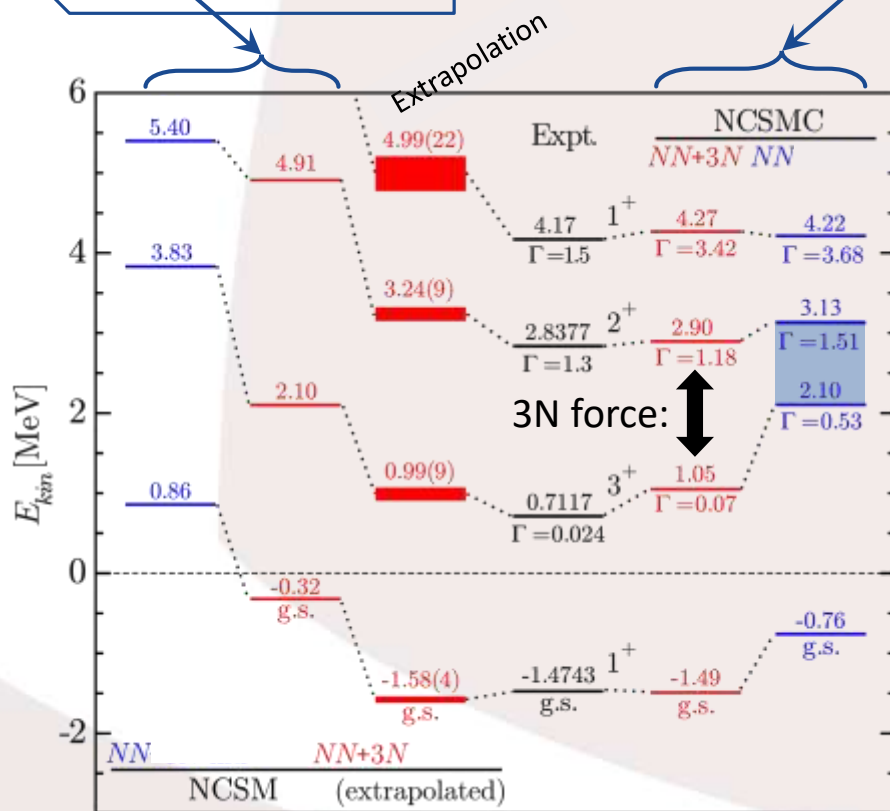 Extrapolation
6
4
2
0
-2
E_kin [MeV]
5.40
3.83
0.86
NN
4.91
2.10
-0.32
g.s.
4.99(22)
3.24(9)
0.99(9)
-1.58(4)
g.s.
NN+3N
NCSM (extrapolated)
Expt.
4.17 1⁺
Γ=1.5
2.8377 2⁺
Γ=1.3
0.7117 3⁺
Γ=0.024
-1.4743 1⁺
g.s.
3N force:
NCSMC
NN+3N NN
4.27
Γ=3.42
2.90
Γ=1.18
1.05
Γ=0.07
-1.49
g.s.
4.22
Γ=3.68
3.13
Γ=1.51
2.10
Γ=0.53
-0.76
g.s.